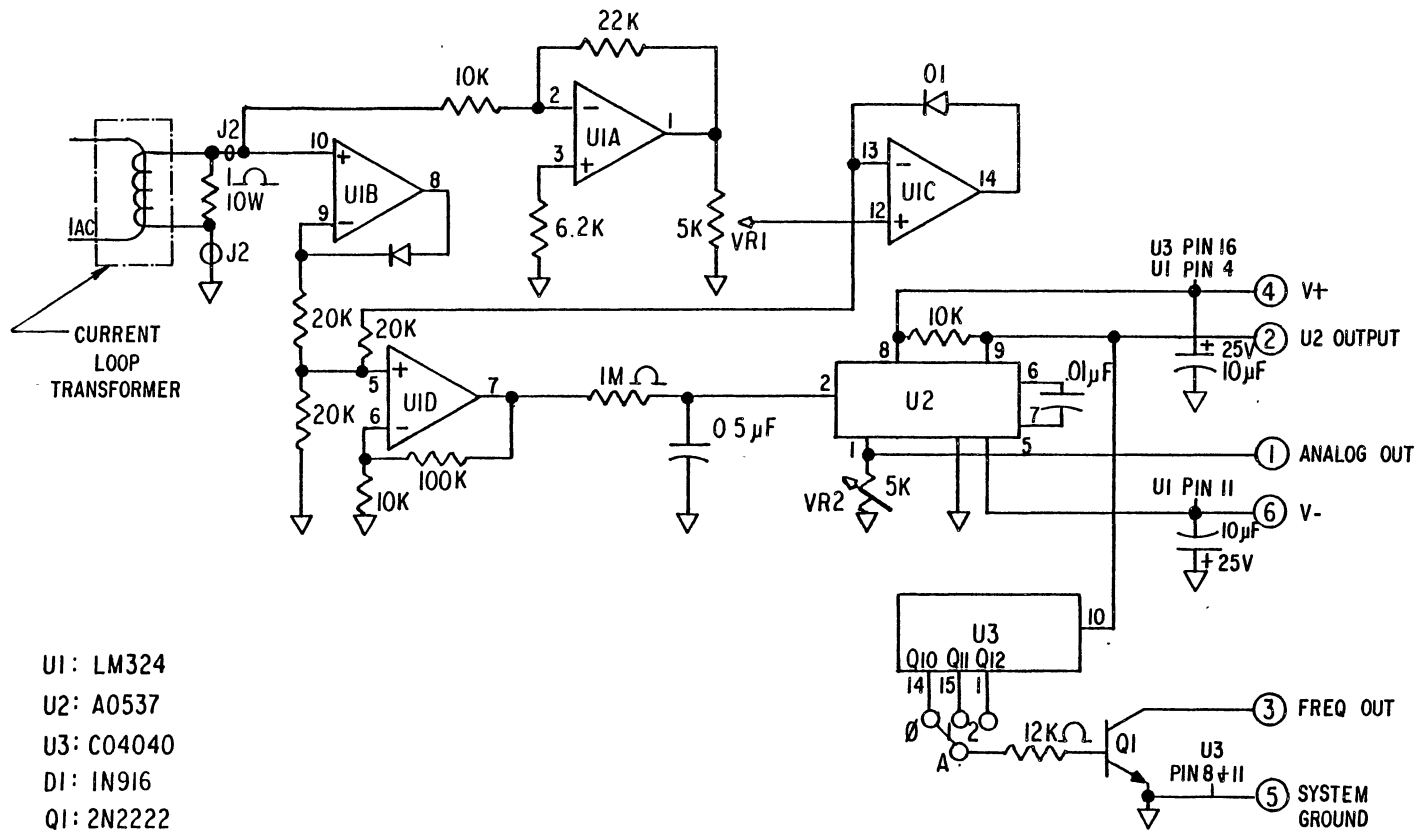 22K
10K
2
−
U1A
1
3
+
6.2K
5K
VR1
01
13
−
U1C
14
12
+
J2
10
+
U1B
8
9
−
1Ω
10W
J2
IAC
CURRENT
LOOP
TRANSFORMER
20K
20K
20K
5
+
U1D
7
6
−
100K
10K
1MΩ
0 5µF
2
U2
8
10K
9
6
.01µF
7
1
5
VR2
5K
U3 PIN 16
U1 PIN 4
4 V+
2 U2 OUTPUT
+ 25V
10µF
1 ANALOG OUT
U1 PIN 11
6 V-
10µF
+ 25V
U3
10
Q10 Q11 Q12
14 15 1
Ø 1 2
A
12KΩ
Q1
3 FREQ OUT
U3
PIN 8+11
5 SYSTEM
GROUND
U1: LM324
U2: A0537
U3: C04040
D1: 1N916
Q1: 2N2222